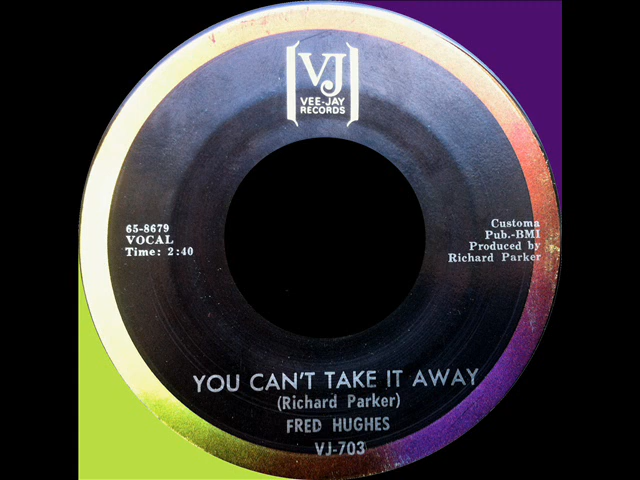 VJ
VEE-JAY
RECORDS
65-8679
VOCAL
Time: 2:40
Customa
Pub.-BMI
Produced by
Richard Parker
YOU CAN'T TAKE IT AWAY
(Richard Parker)
FRED HUGHES
VJ-703